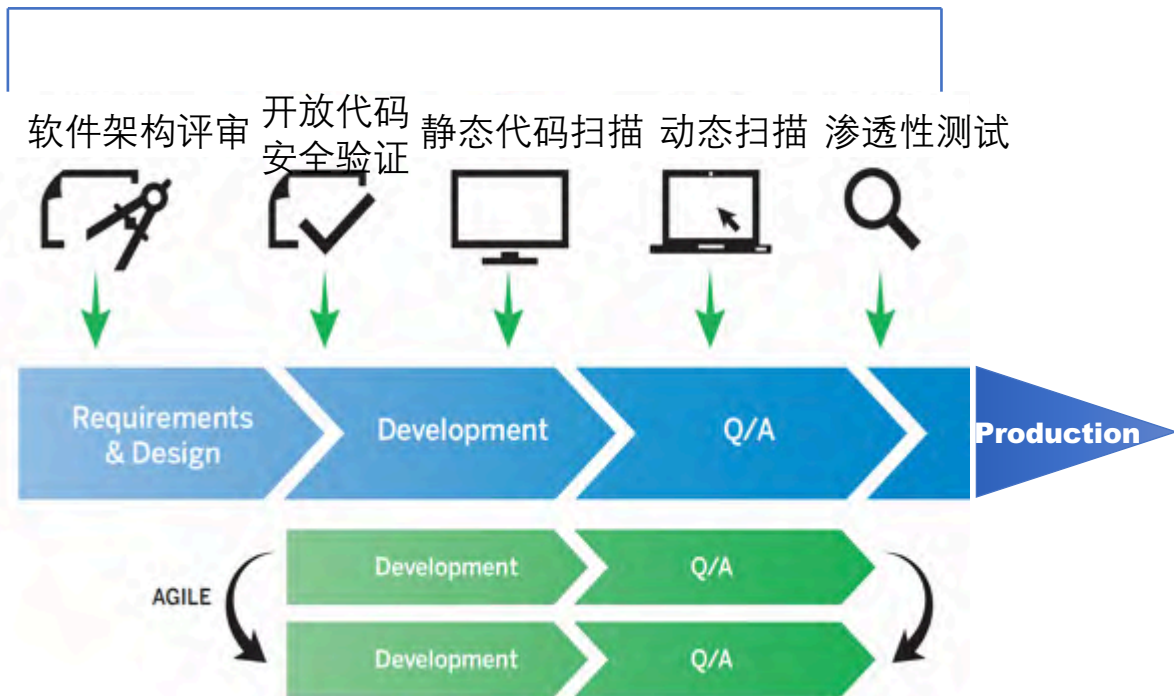 软件架构评审
开放代码
安全验证
静态代码扫描
动态扫描
渗透性测试
Requirements
& Design
Development
Q/A
Production
AGILE
Development
Q/A
Development
Q/A